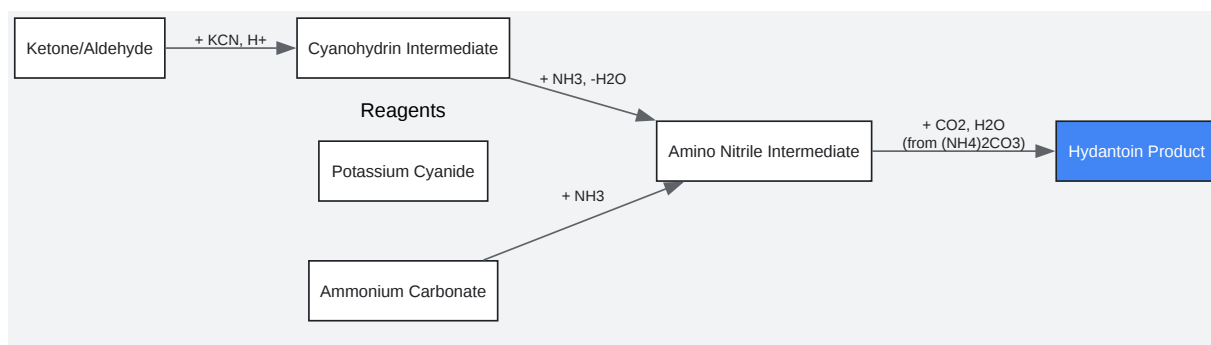 Ketone/Aldehyde
+ KCN, H+
Cyanohydrin Intermediate
+ NH3, -H2O
Reagents
Potassium Cyanide
+ NH3
Ammonium Carbonate
Amino Nitrile Intermediate
+ CO2, H2O
(from (NH4)2CO3)
Hydantoin Product